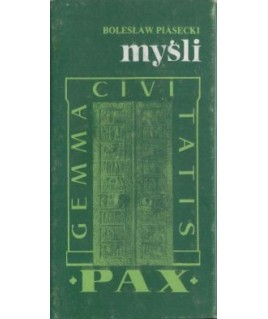 BOLESŁAW PIASECKI
myśli
GEMMA
CIVI
TATIS
• PAX •